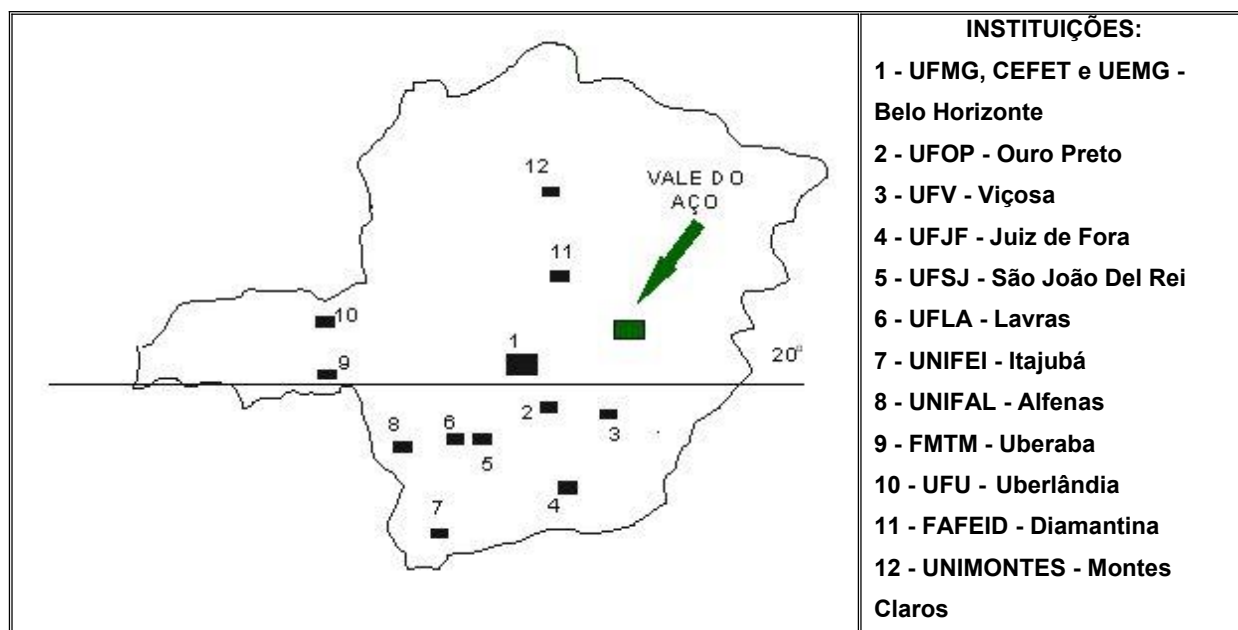 12
VALE DO
AÇO
11
10
1
20º
9
2
3
8
6
5
4
7
INSTITUIÇÕES:
1 - UFMG, CEFET e UEMG -
Belo Horizonte
2 - UFOP - Ouro Preto
3 - UFV - Viçosa
4 - UFJF - Juiz de Fora
5 - UFSJ - São João Del Rei
6 - UFLA - Lavras
7 - UNIFEI - Itajubá
8 - UNIFAL - Alfenas
9 - FMTM - Uberaba
10 - UFU - Uberlândia
11 - FAFEID - Diamantina
12 - UNIMONTES - Montes
Claros